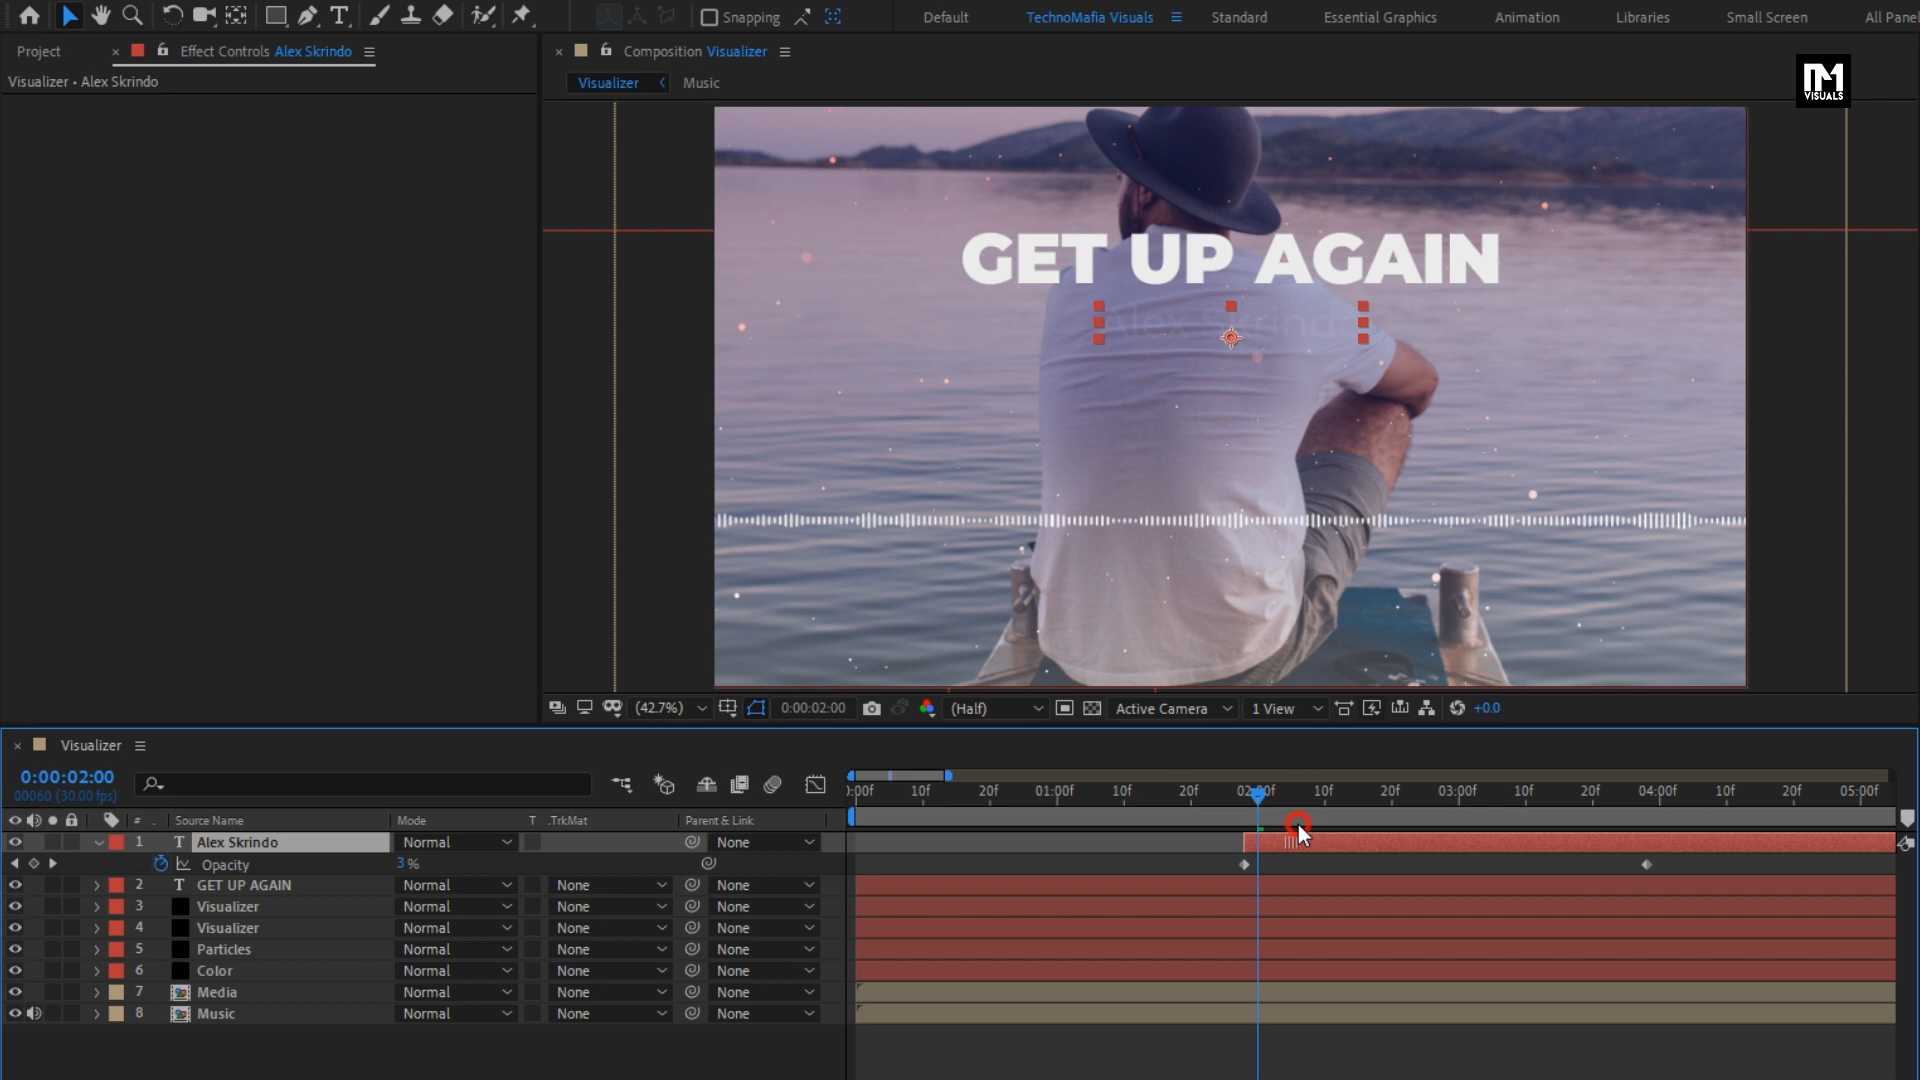 Snapping
Default
TechnoMafia Visuals
Standard
Essential Graphics
Animation
Libraries
Small Screen
All Panel
Project
Effect Controls Alex Skrindo
Composition Visualizer
Visualizer • Alex Skrindo
Visualizer
Music
VISUALS
GET UP AGAIN
Alex Skrindo
(42.7%)
0:00:02:00
(Half)
Active Camera
1 View
+0.0
Visualizer
0:00:02:00
00060 (30.00 fps)
):00f 10f 20f 01:00f 10f 20f 02:00f 10f 20f 03:00f 10f 20f 04:00f 10f 20f 05:00f
# . Source Name Mode T .TrkMat Parent & Link
1 T Alex Skrindo Normal None
Opacity 3 %
2 T GET UP AGAIN Normal None None
3 Visualizer Normal None None
4 Visualizer Normal None None
5 Particles Normal None None
6 Color Normal None None
7 Media Normal None None
8 Music Normal None None